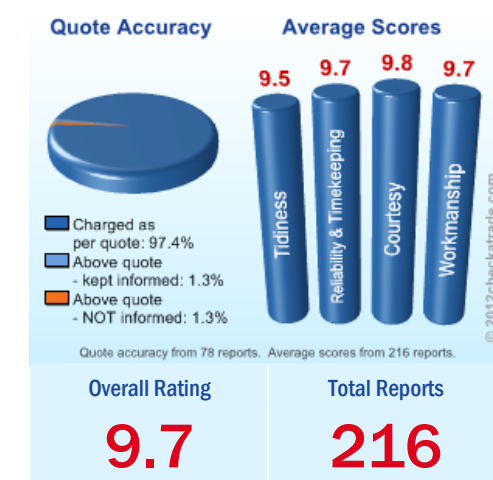 Quote Accuracy
Average Scores
9.5
9.7
9.8
9.7
Tidiness
Reliability & Timekeeping
Courtesy
Workmanship
Charged as
per quote: 97.4%
Above quote
- kept informed: 1.3%
Above quote
- NOT informed: 1.3%
© 2012checkatrade.com
Quote accuracy from 78 reports. Average scores from 216 reports.
Overall Rating
Total Reports
9.7
216